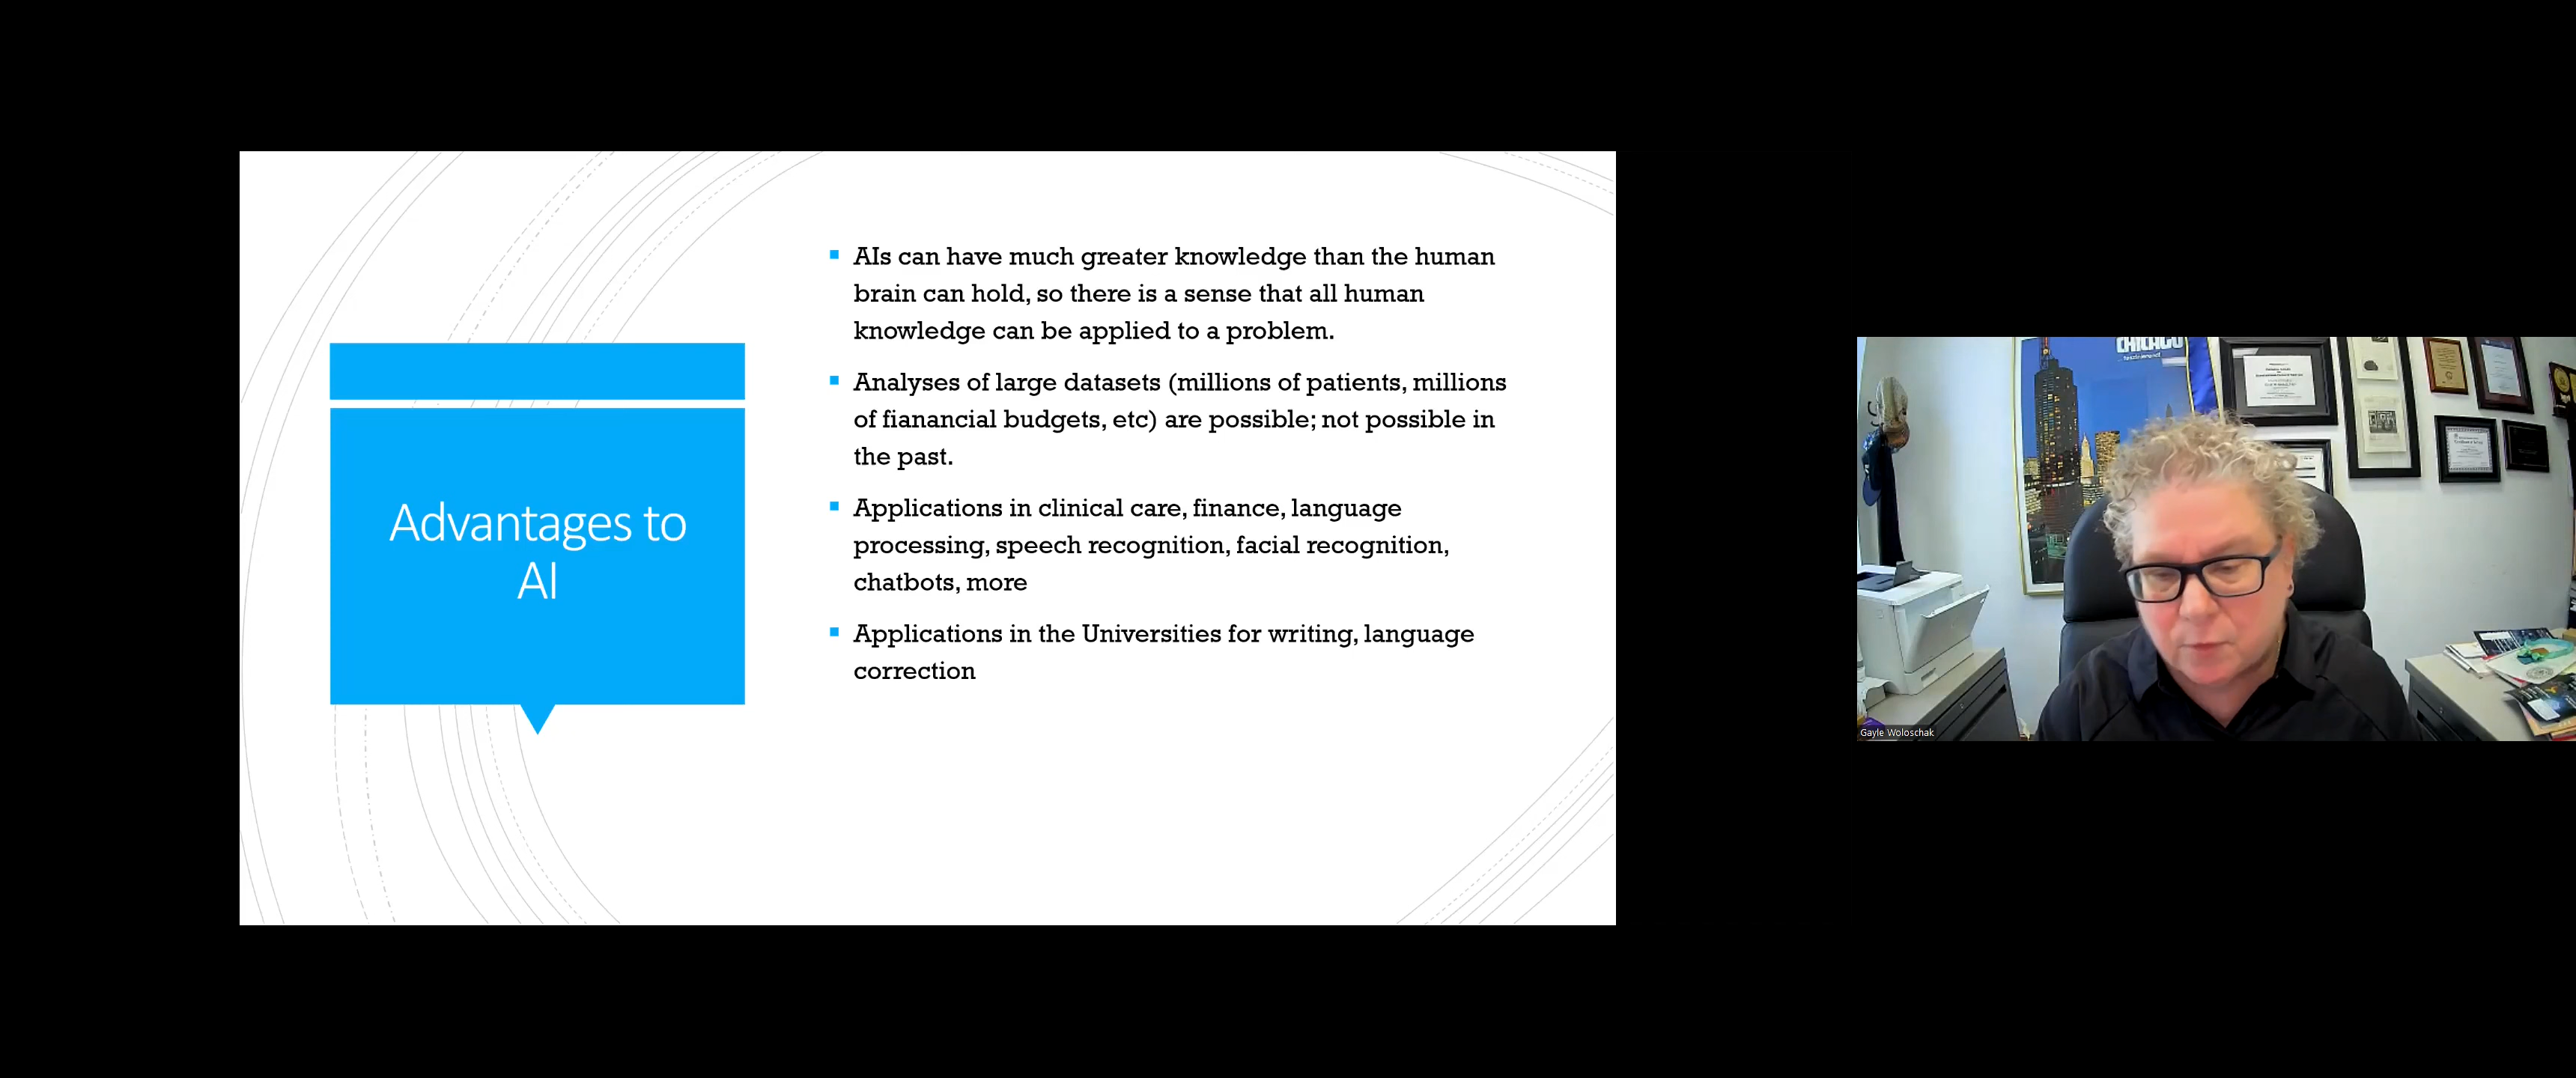 Advantages to
AI
AIs can have much greater knowledge than the human
brain can hold, so there is a sense that all human
knowledge can be applied to a problem.
Analyses of large datasets (millions of patients, millions
of fianancial budgets, etc) are possible; not possible in
the past.
Applications in clinical care, finance, language
processing, speech recognition, facial recognition,
chatbots, more
Applications in the Universities for writing, language
correction
CHICAGO
Gayle Woloschak